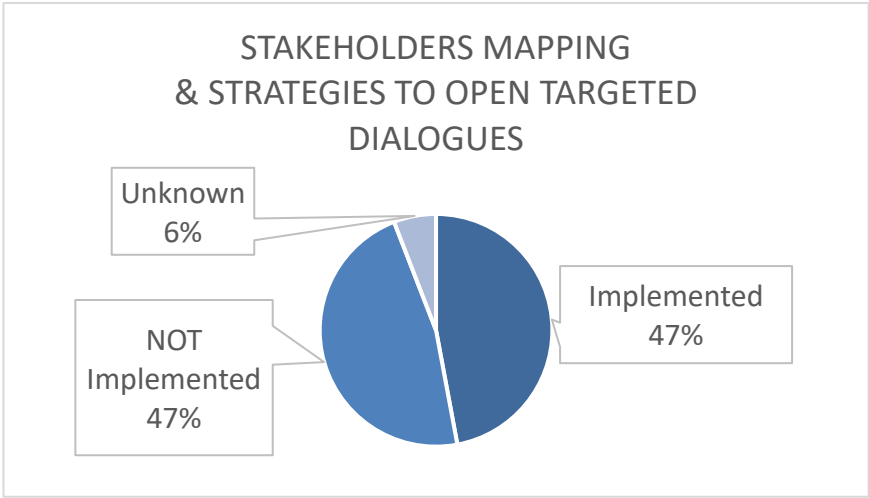 STAKEHOLDERS MAPPING
& STRATEGIES TO OPEN TARGETED
DIALOGUES
Unknown
6%
Implemented
47%
NOT
Implemented
47%